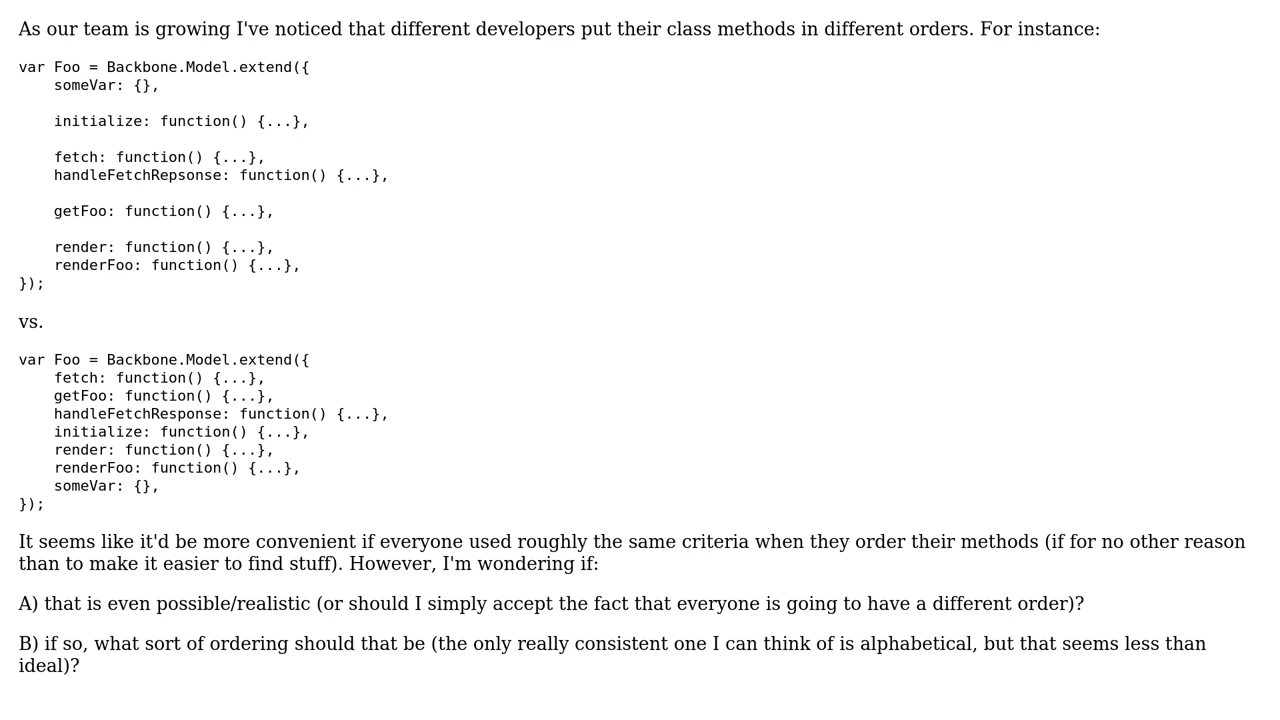 As our team is growing I've noticed that different developers put their class methods in different orders. For instance:
var Foo = Backbone.Model.extend({
    someVar: {},
    initialize: function() {...},
    fetch: function() {...},
    handleFetchRepsonse: function() {...},
    getFoo: function() {...},
    render: function() {...},
    renderFoo: function() {...},
});
vs.
var Foo = Backbone.Model.extend({
    fetch: function() {...},
    getFoo: function() {...},
    handleFetchResponse: function() {...},
    initialize: function() {...},
    render: function() {...},
    renderFoo: function() {...},
    someVar: {},
});
It seems like it'd be more convenient if everyone used roughly the same criteria when they order their methods (if for no other reason
than to make it easier to find stuff). However, I'm wondering if:
A) that is even possible/realistic (or should I simply accept the fact that everyone is going to have a different order)?
B) if so, what sort of ordering should that be (the only really consistent one I can think of is alphabetical, but that seems less than
ideal)?